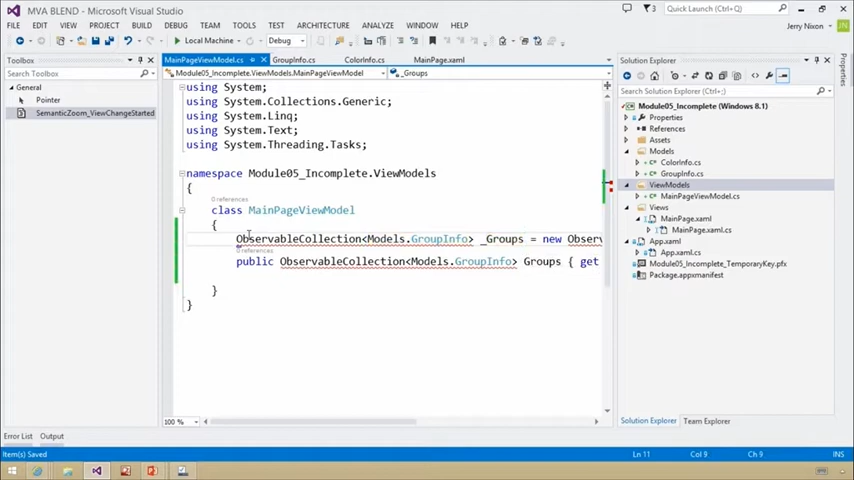 MVA BLEND - Microsoft Visual Studio
3
Quick Launch (Ctrl+Q)
FILE EDIT VIEW PROJECT BUILD DEBUG TEAM TOOLS TEST ARCHITECTURE ANALYZE WINDOW HELP
Jerry Nixon
Local Machine Debug
Toolbox
MainPageViewModel.cs GroupInfo.cs ColorInfo.cs MainPage.xaml
Solution Explorer
Properties
Search Toolbox
Module05_Incomplete.ViewModels.MainPageViewModel
_Groups
General
Pointer
SemanticZoom_ViewChangeStarted
using System;
using System.Collections.Generic;
using System.Linq;
using System.Text;
using System.Threading.Tasks;
namespace Module05_Incomplete.ViewModels
{
0 references
class MainPageViewModel
{
ObservableCollection<Models.GroupInfo> _Groups = new Observ
0 references
public ObservableCollection<Models.GroupInfo> Groups { get
}
}
100 %
Search Solution Explorer (Ctrl+;)
Module05_Incomplete (Windows 8.1)
Properties
References
Assets
Models
ColorInfo.cs
GroupInfo.cs
ViewModels
MainPageViewModel.cs
Views
MainPage.xaml
MainPage.xaml.cs
App.xaml
App.xaml.cs
Module05_Incomplete_TemporaryKey.pfx
Package.appxmanifest
Solution Explorer Team Explorer
Error List Output
Item(s) Saved
Ln 11 Col 9 Ch 9 INS